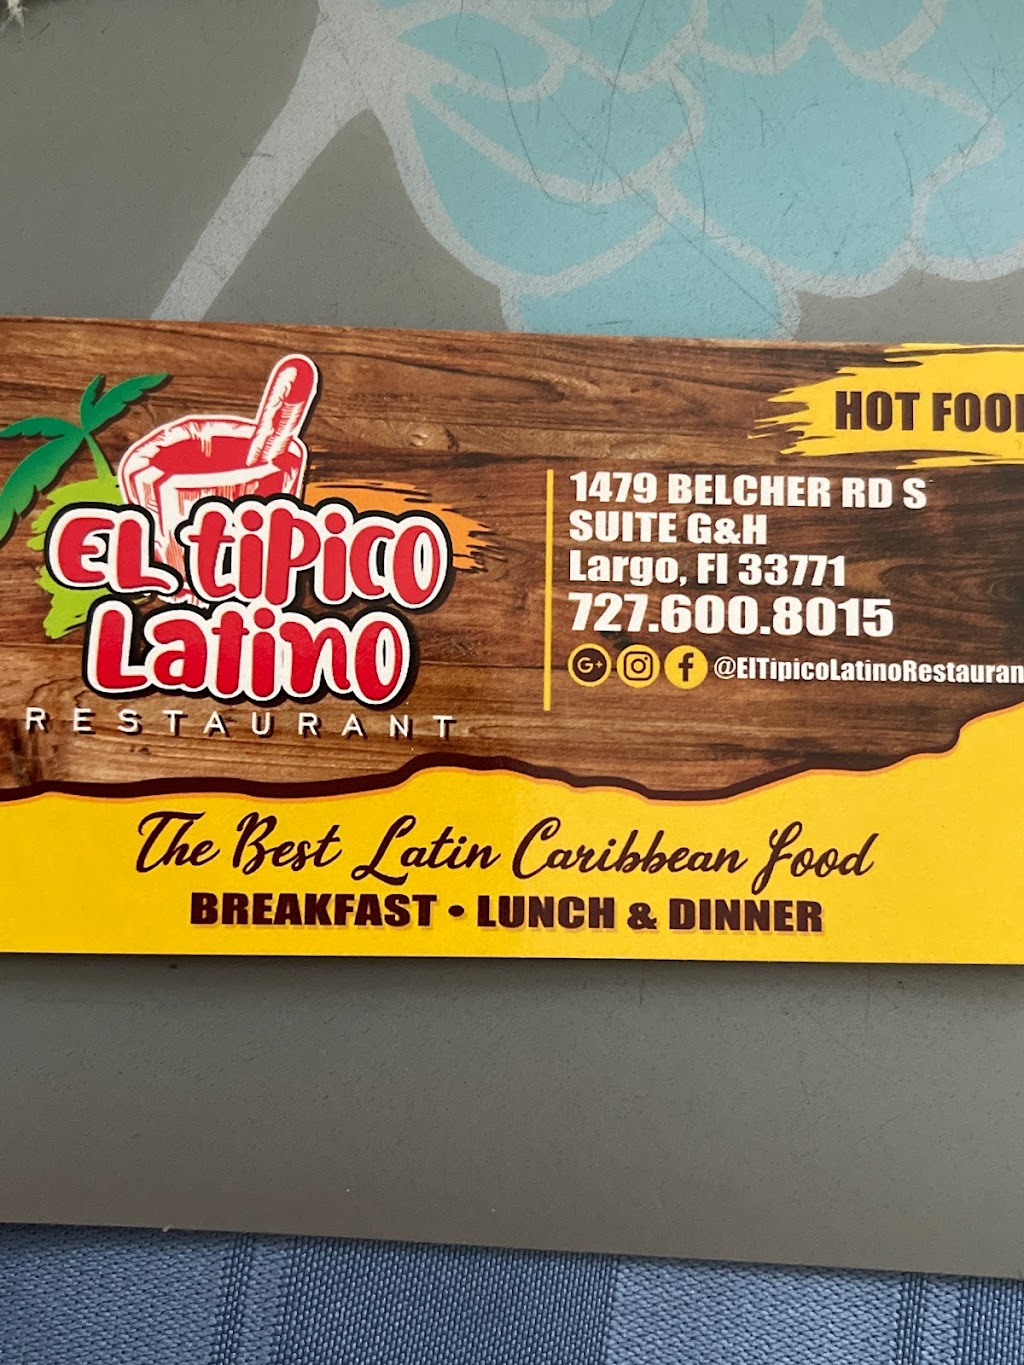 EL tipico
Latino
RESTAURANT
HOT FOO
1479 BELCHER RD S
SUITE G&H
Largo, Fl 33771
727.600.8015
G+ f @ElTipicoLatinoRestauran
The Best Latin Caribbean Food
BREAKFAST • LUNCH & DINNER